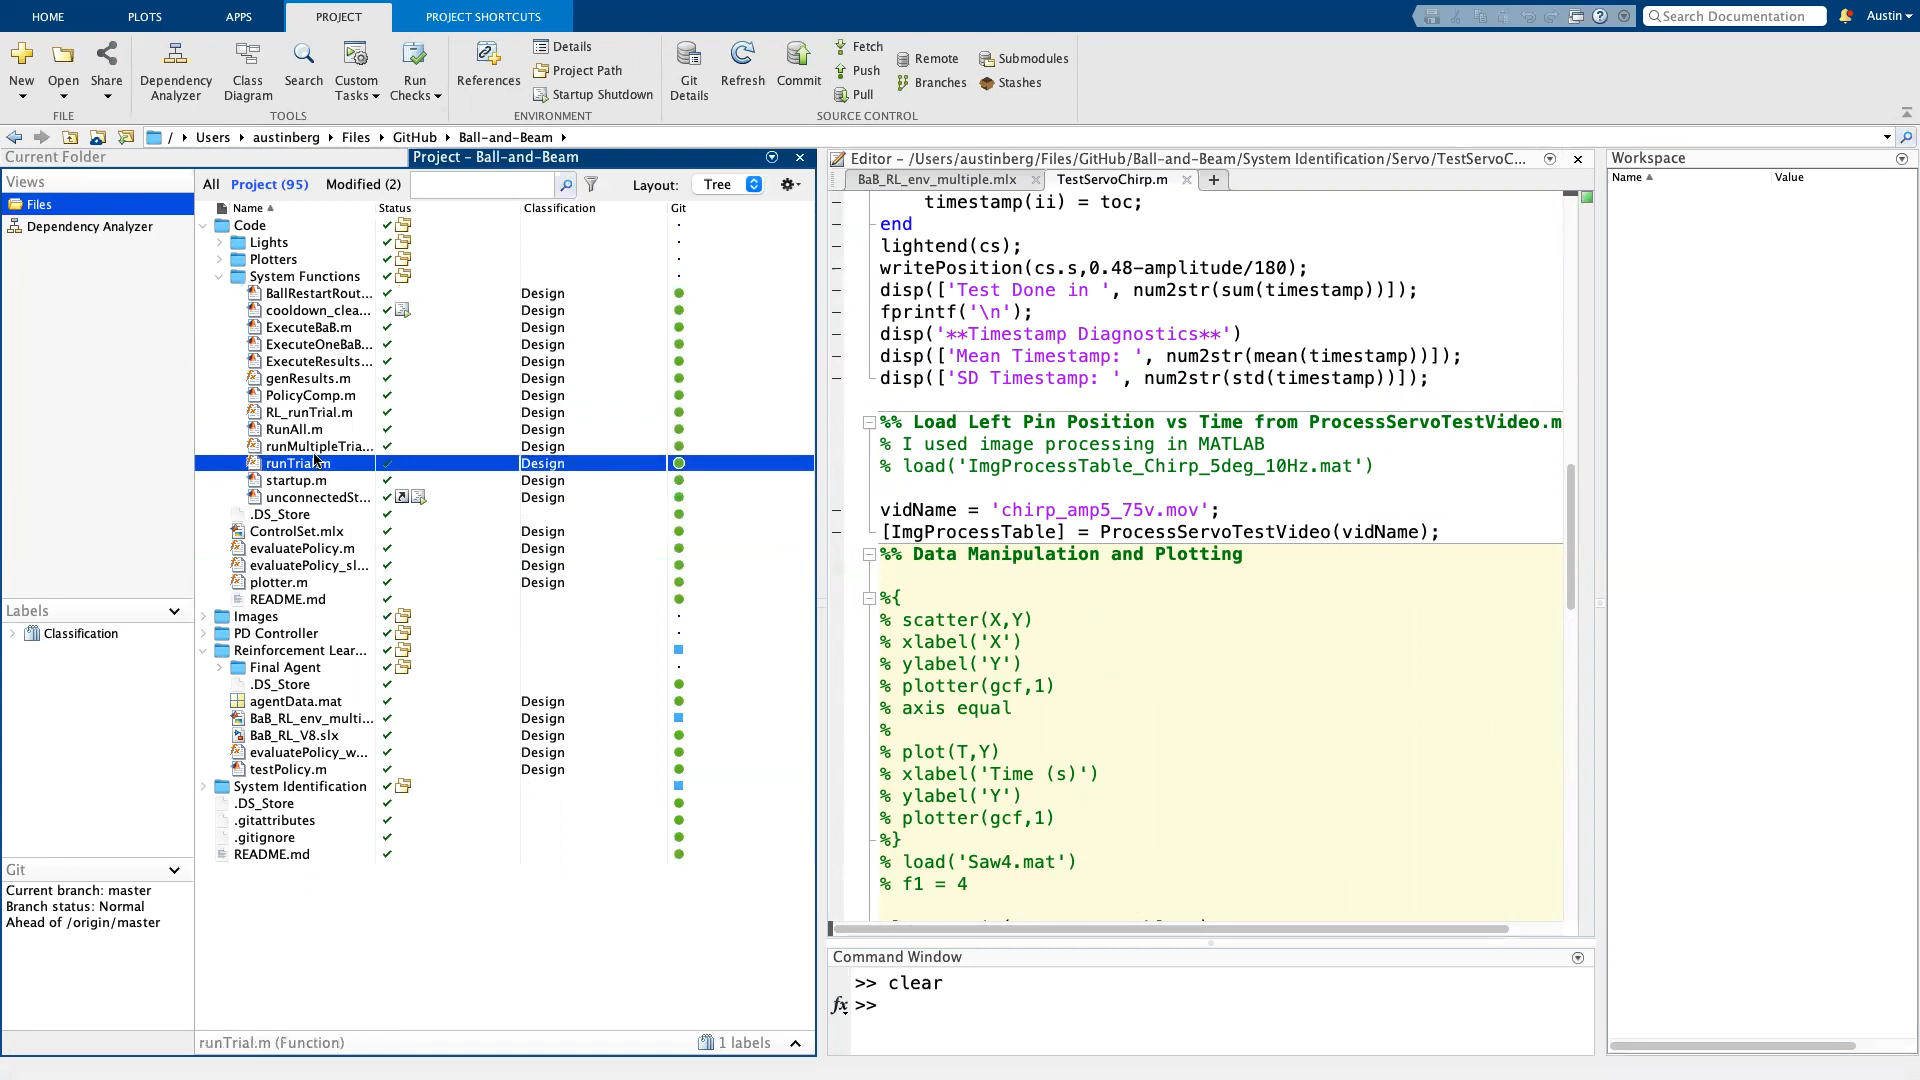 HOME
PLOTS
APPS
PROJECT
PROJECT SHORTCUTS
Search Documentation
Austin
New
Open
Share
FILE
Dependency Analyzer
Class Diagram
Search
Custom Tasks
Run Checks
TOOLS
References
Details
Project Path
Startup Shutdown
ENVIRONMENT
Git Details
Refresh
Commit
Fetch
Push
Pull
Remote
Branches
Submodules
Stashes
SOURCE CONTROL
/ Users austinberg Files GitHub Ball-and-Beam
Current Folder
Project – Ball-and-Beam
Views
Files
Dependency Analyzer
Labels
Classification
Git
Current branch: master
Branch status: Normal
Ahead of /origin/master
All Project (95) Modified (2) Layout: Tree
Name Status Classification Git
Code
Lights
Plotters
System Functions
BallRestartRout... Design
cooldown_clea... Design
ExecuteBaB.m Design
ExecuteOneBaB... Design
ExecuteResults... Design
genResults.m Design
PolicyComp.m Design
RL_runTrial.m Design
RunAll.m Design
runMultipleTria... Design
runTrial.m Design
startup.m Design
unconnectedSt... Design
.DS_Store
ControlSet.mlx Design
evaluatePolicy.m Design
evaluatePolicy_sl... Design
plotter.m Design
README.md
Images
PD Controller
Reinforcement Lear...
Final Agent
.DS_Store
agentData.mat Design
BaB_RL_env_multi... Design
BaB_RL_V8.slx Design
evaluatePolicy_w... Design
testPolicy.m Design
System Identification
.DS_Store
.gitattributes
.gitignore
README.md
runTrial.m (Function)
1 labels
Editor – /Users/austinberg/Files/GitHub/Ball-and-Beam/System Identification/Servo/TestServoC...
BaB_RL_env_multiple.mlx
TestServoChirp.m
timestamp(ii) = toc;
end
lightend(cs);
writePosition(cs.s,0.48-amplitude/180);
disp(['Test Done in ', num2str(sum(timestamp))]);
fprintf('\n');
disp('**Timestamp Diagnostics**')
disp(['Mean Timestamp: ', num2str(mean(timestamp))]);
disp(['SD Timestamp: ', num2str(std(timestamp))]);
%% Load Left Pin Position vs Time from ProcessServoTestVideo.m
% I used image processing in MATLAB
% load('ImgProcessTable_Chirp_5deg_10Hz.mat')
vidName = 'chirp_amp5_75v.mov';
[ImgProcessTable] = ProcessServoTestVideo(vidName);
%% Data Manipulation and Plotting
%{
% scatter(X,Y)
% xlabel('X')
% ylabel('Y')
% plotter(gcf,1)
% axis equal
%
% plot(T,Y)
% xlabel('Time (s)')
% ylabel('Y')
% plotter(gcf,1)
%}
% load('Saw4.mat')
% f1 = 4
Command Window
>> clear
fx >>
Workspace
Name Value